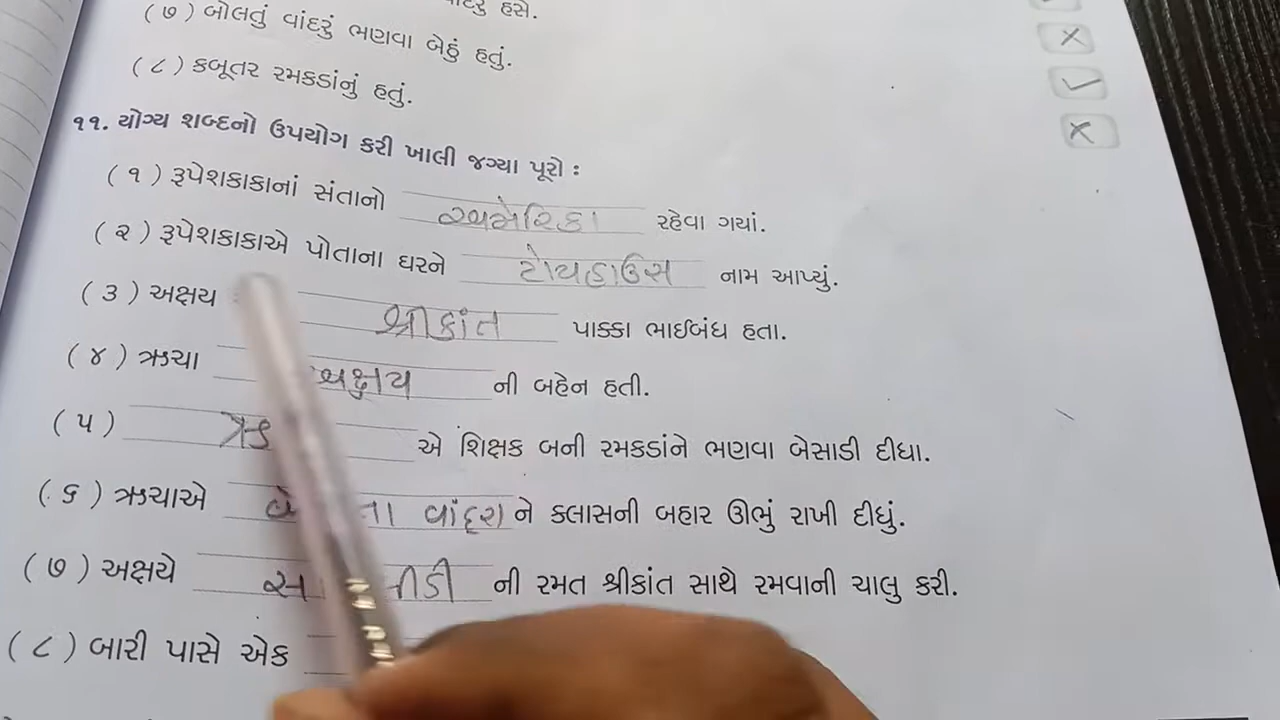 હસે.
(૭) બોલતું વાંદરું ભણવા બેઠું હતું.
(૮) કબૂતર રમકડાંનું હતું.
૧૧. યોગ્ય શબ્દનો ઉપયોગ કરી ખાલી જગ્યા પૂરો :
(૧) રૂપેશકાકાનાં સંતાનો અમેરિકા રહેવા ગયાં.
(૨) રૂપેશકાકાએ પોતાના ઘરને ટોયહાઉસ નામ આપ્યું.
(૩) અક્ષય શ્રીકાંત પાક્કા ભાઈબંધ હતા.
(૪) ઋચા અક્ષય ની બહેન હતી.
(૫) એ શિક્ષક બની રમકડાંને ભણવા બેસાડી દીધા.
(૬) ઋચાએ વાંદરા ને ક્લાસની બહાર ઊભું રાખી દીધું.
(૭) અક્ષયે ની રમત શ્રીકાંત સાથે રમવાની ચાલુ કરી.
(૮) બારી પાસે એક